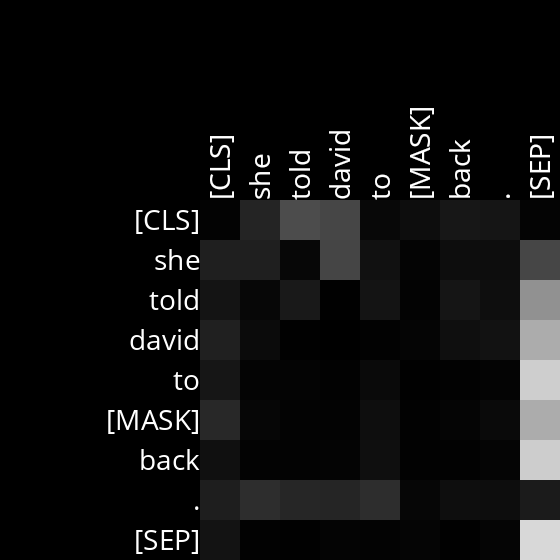 [CLS] she told david to [MASK] back . [SEP]
[CLS]
she
told
david
to
[MASK]
back
.
[SEP]